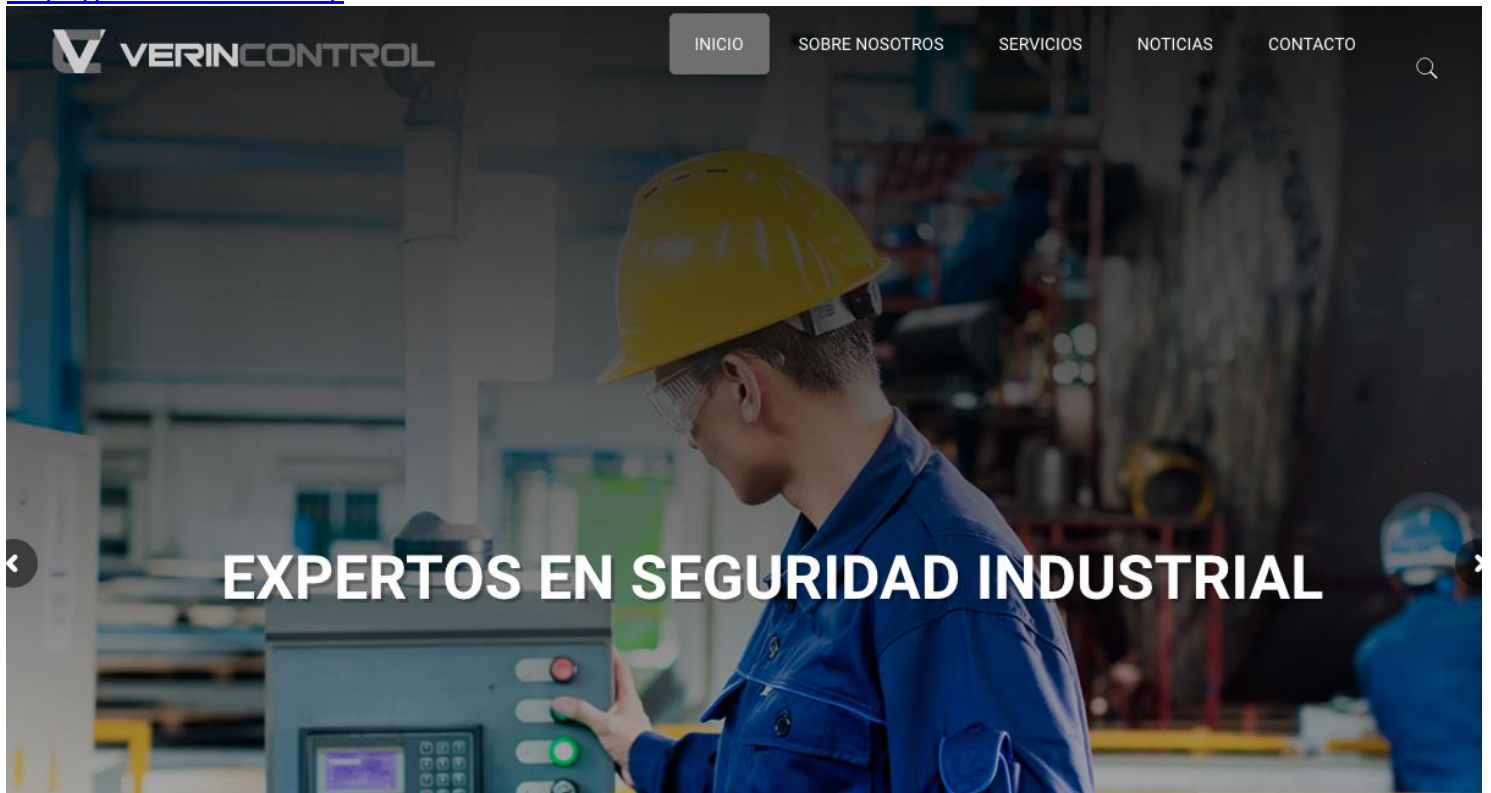 VERINCONTROL
INICIO SOBRE NOSOTROS SERVICIOS NOTICIAS CONTACTO
EXPERTOS EN SEGURIDAD INDUSTRIAL